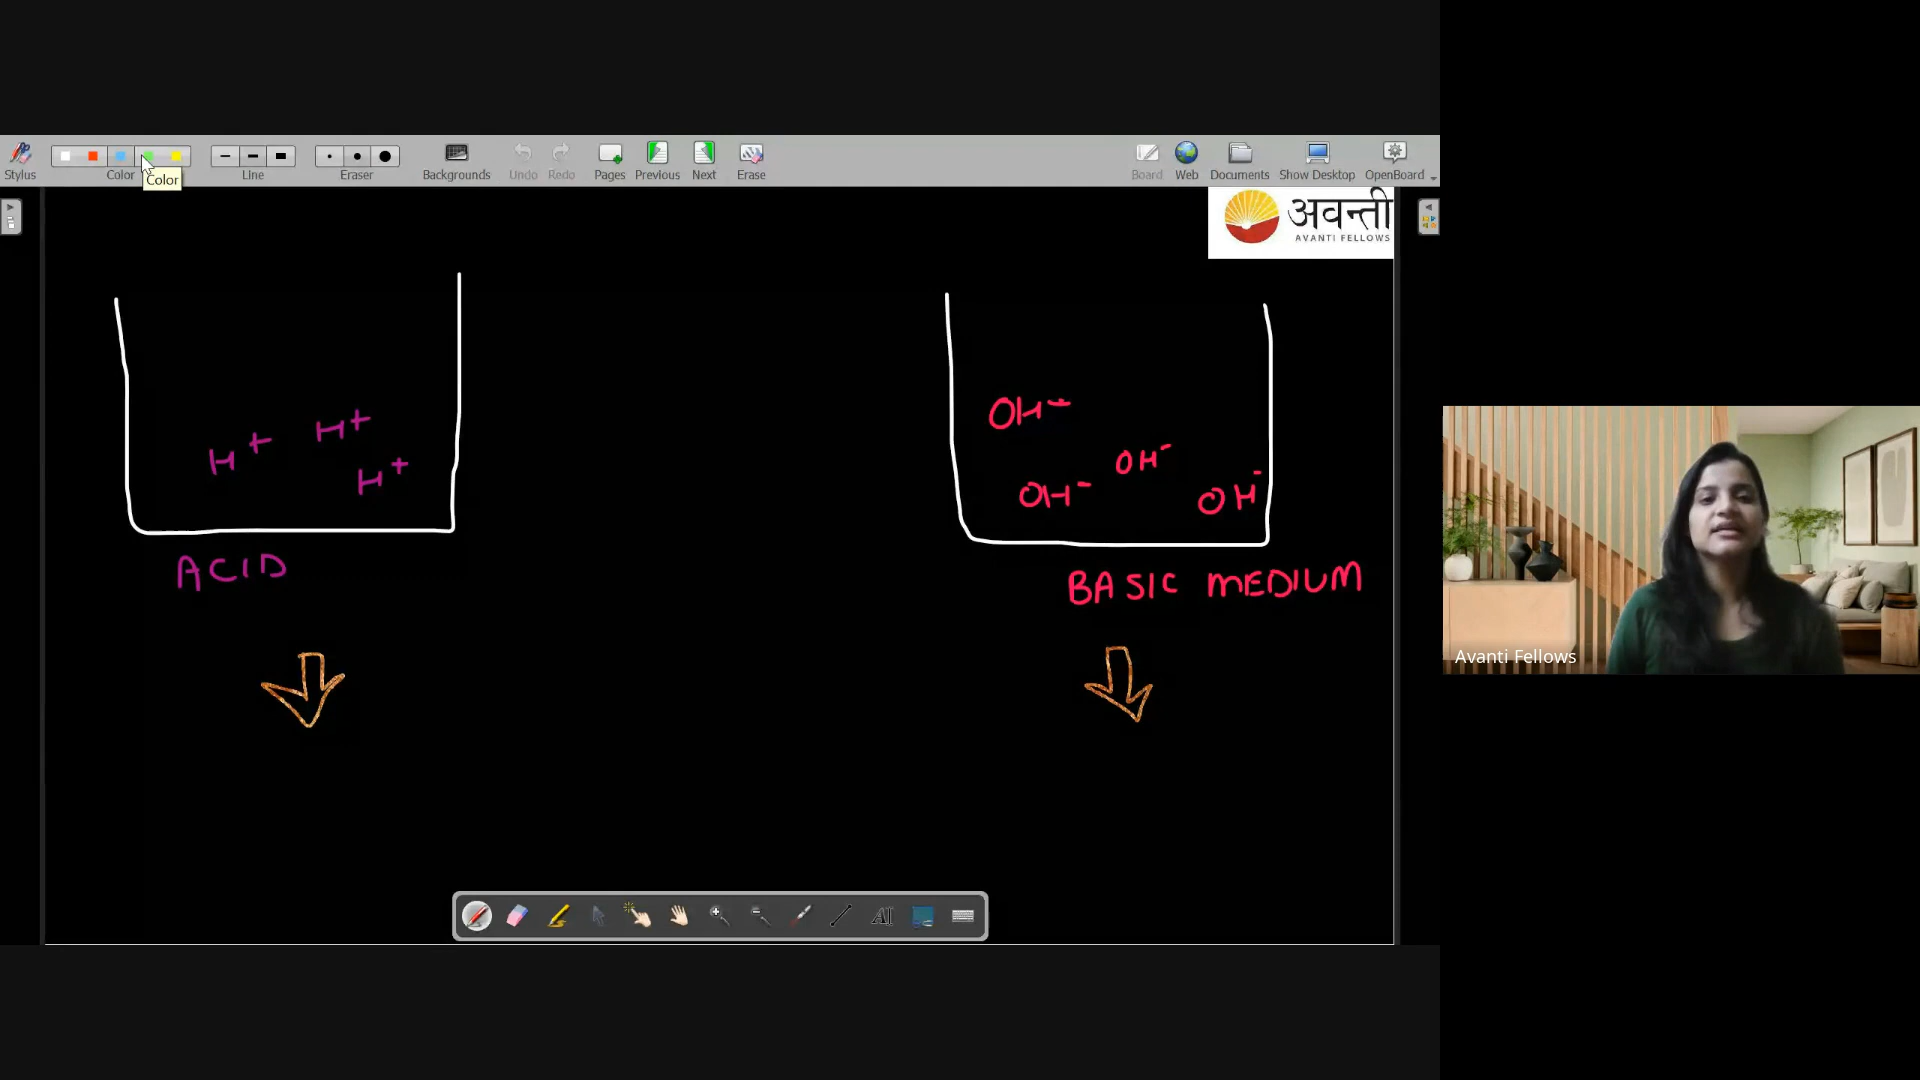 Stylus Color Line Eraser Backgrounds Undo Redo Pages Previous Next Erase Board Web Documents Show Desktop OpenBoard
Color
अवन्ती
AVANTI FELLOWS
H+ H+
H+
ACID
OH-
OH-
OH- OH-
BASIC MEDIUM
Avanti Fellows
AI